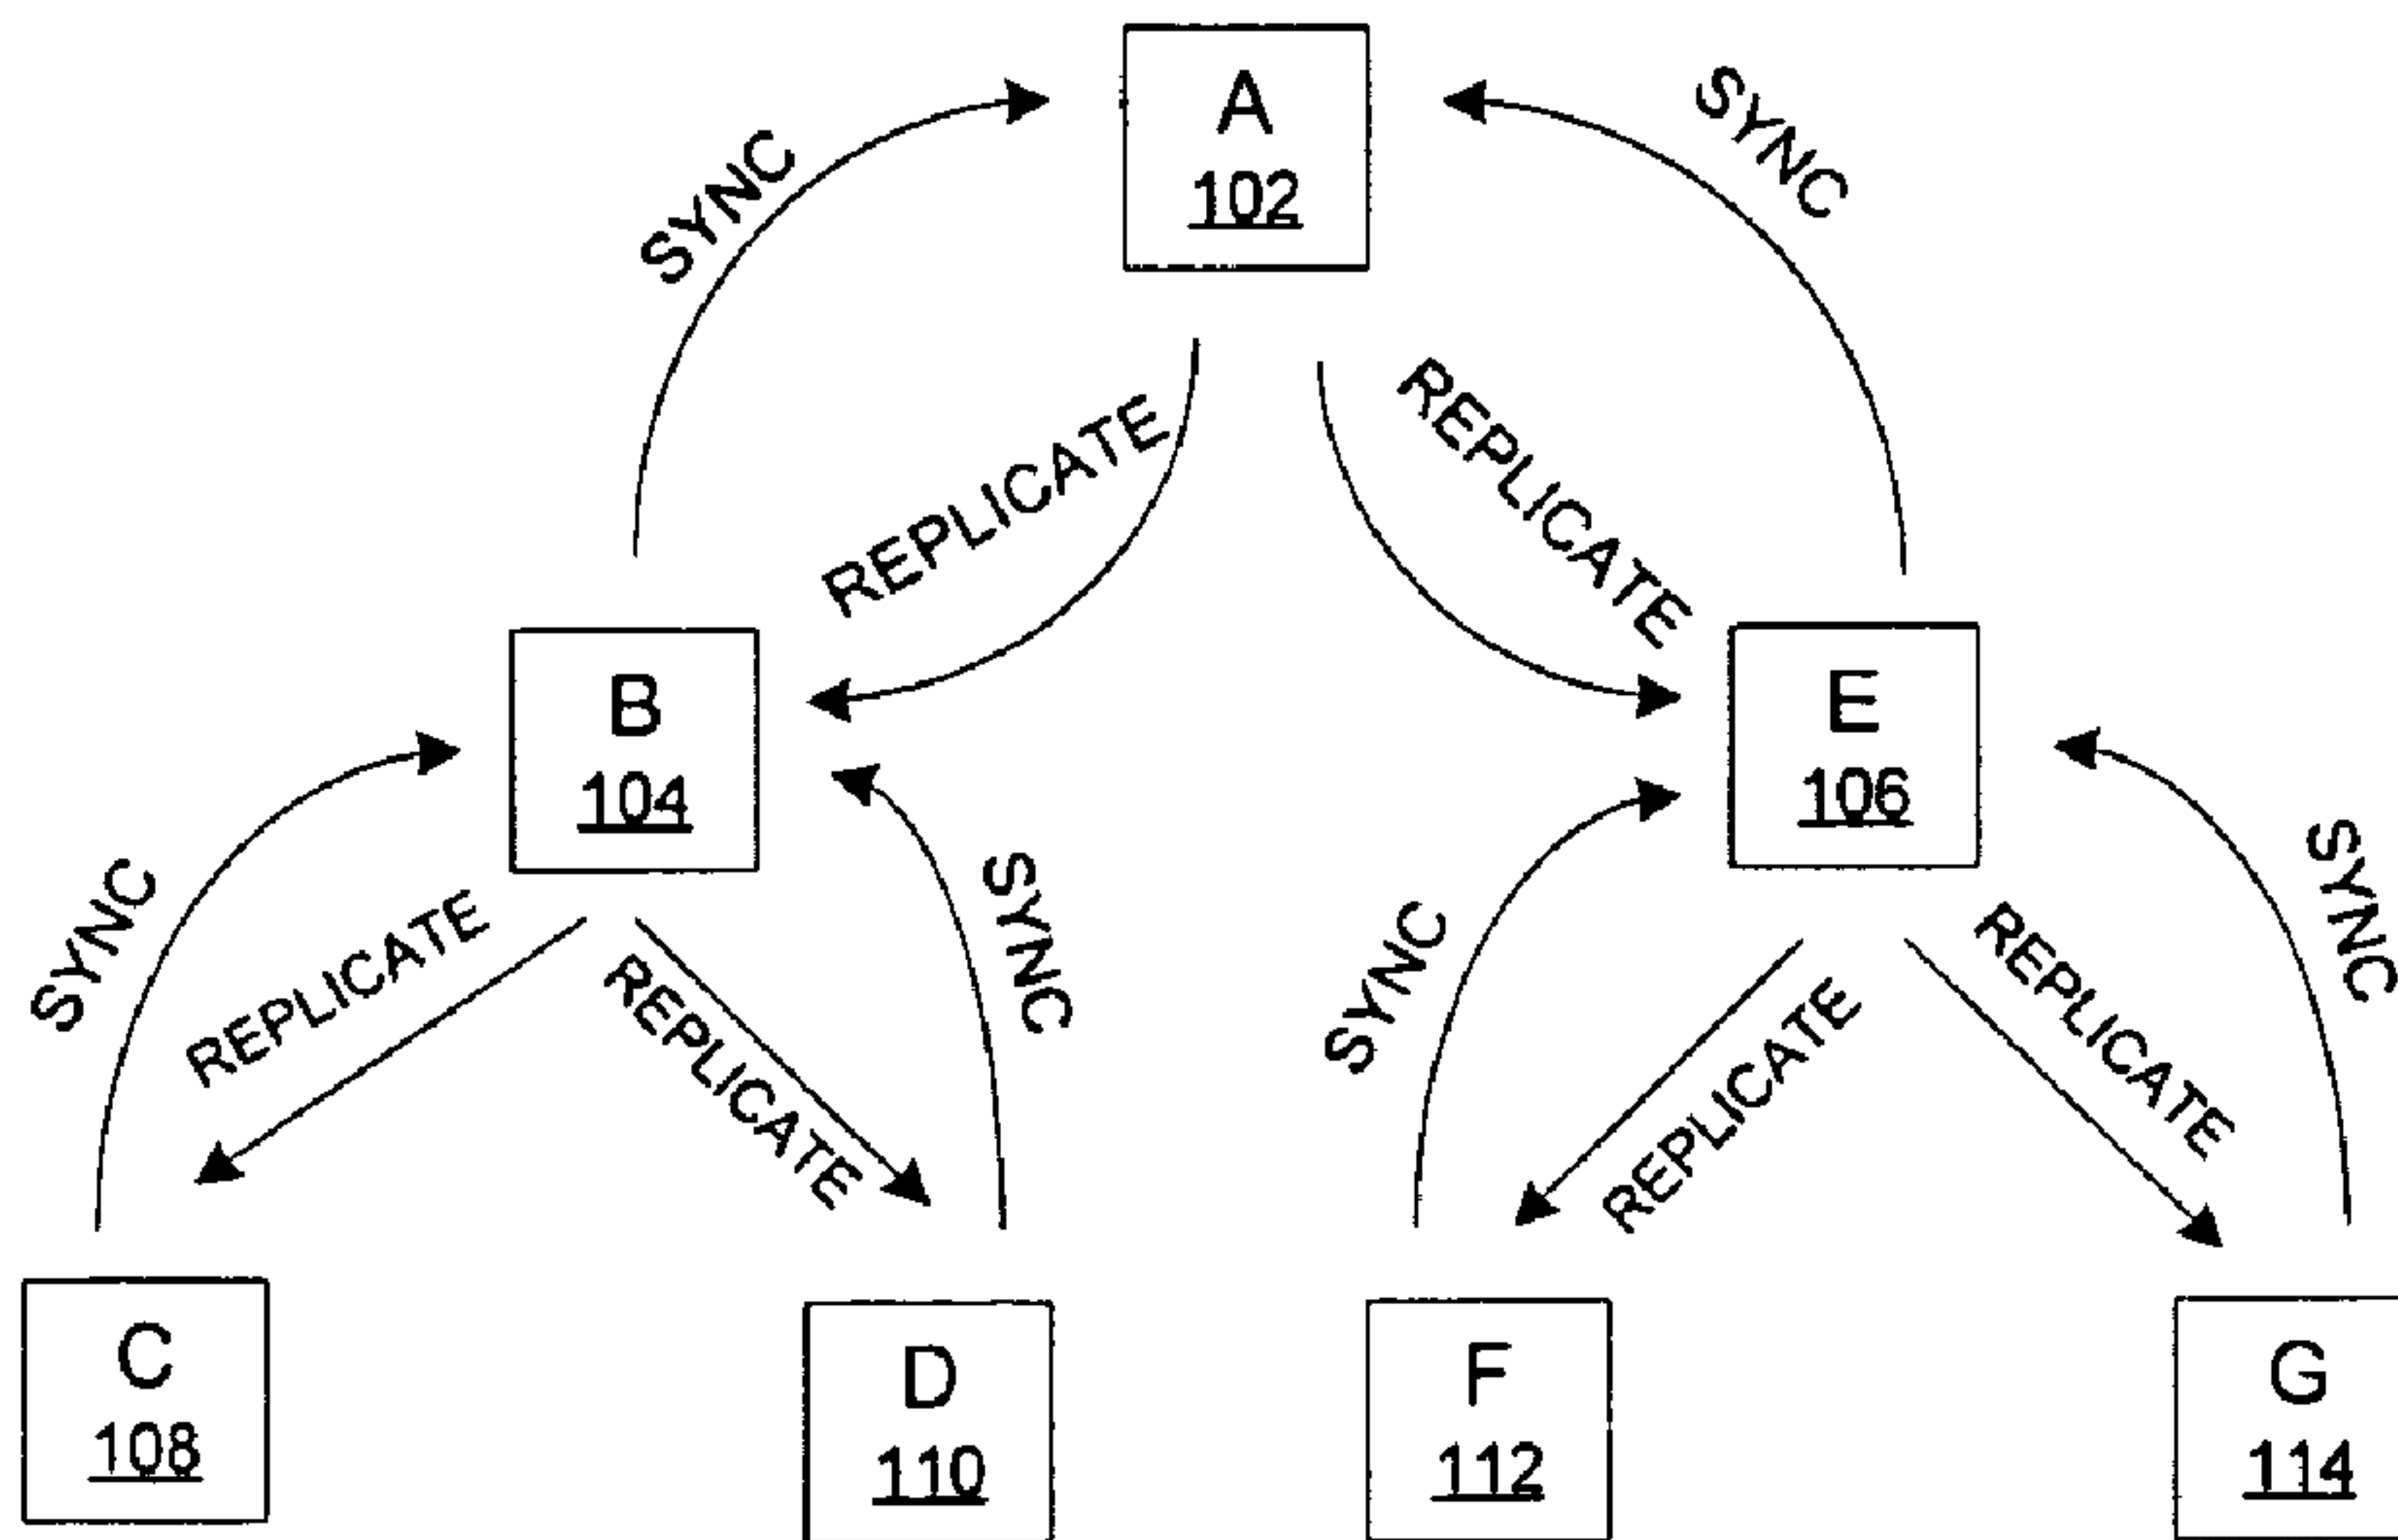 A
102
SYNC
SYNC
REPLICATE
REPLICATE
B
104
E
106
SYNC
REPLICATE
REPLICATE
SYNC
SYNC
REPLICATE
REPLICATE
SYNC
C
108
D
110
F
112
G
114